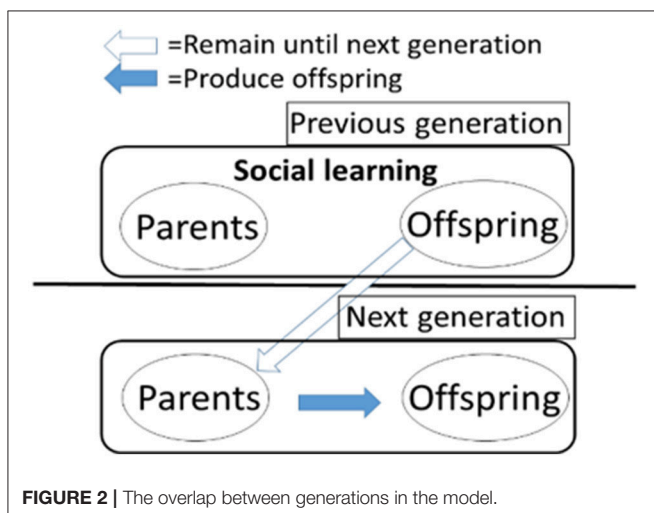 =Remain until next generation
=Produce offspring
Previous generation
Social learning
Parents Offspring
Next generation
Parents Offspring
FIGURE 2 | The overlap between generations in the model.